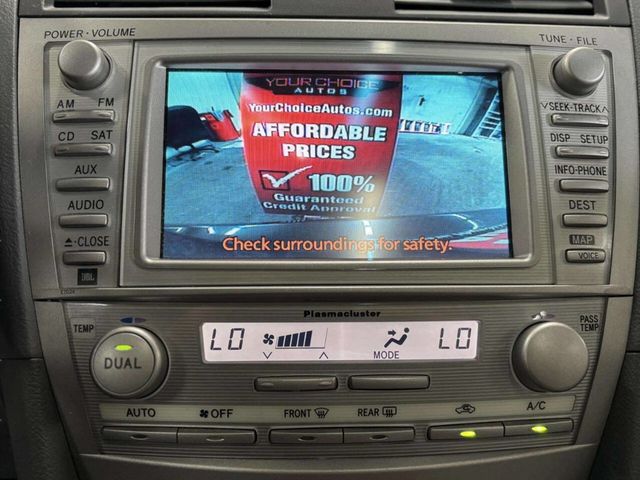 POWER · VOLUME
TUNE · FILE
AM FM
CD SAT
AUX
AUDIO
CLOSE
JBL
SEEK-TRACK
DISP SETUP
INFO-PHONE
DEST
MAP
VOICE
YOUR CHOICE
AUTOS
YourChoiceAutos.com
AFFORDABLE
PRICES
100%
Guaranteed
Credit Approval
Check surroundings for safety.
Plasmacluster
TEMP
PASS
TEMP
DUAL
LO
MODE
LO
AUTO
OFF
FRONT
REAR
A/C